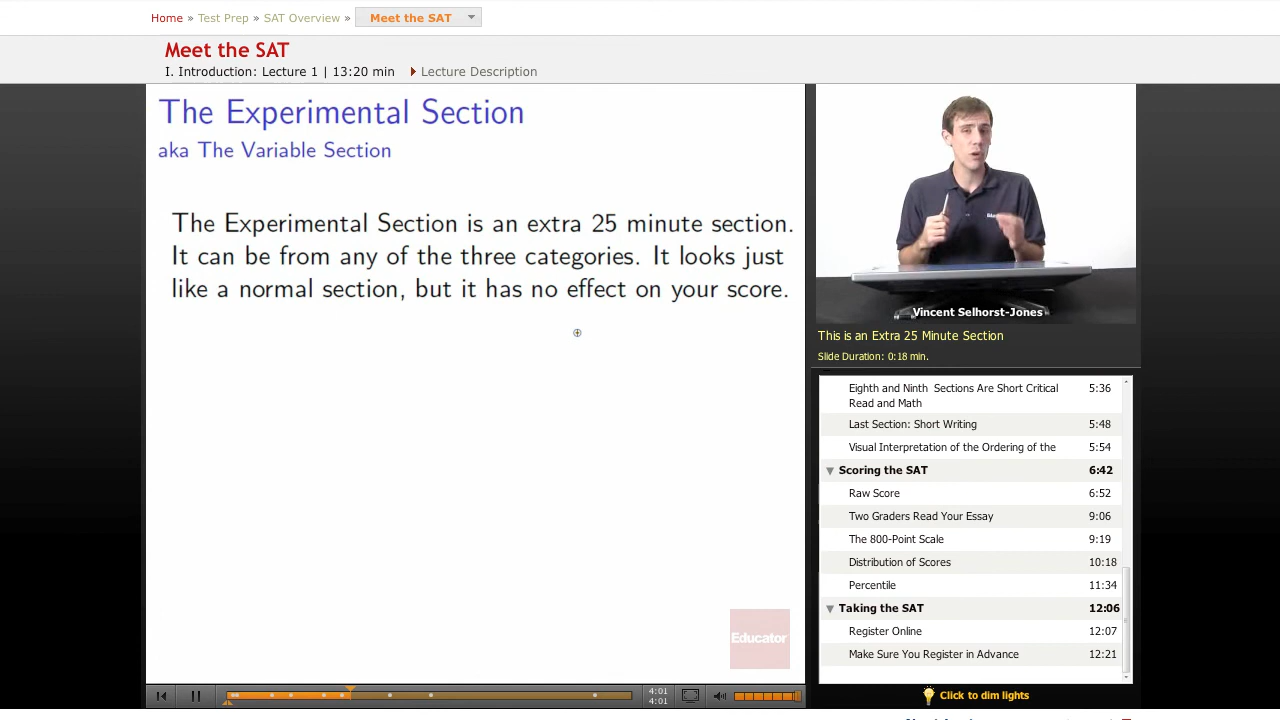 Home » Test Prep » SAT Overview » Meet the SAT
Meet the SAT
I. Introduction: Lecture 1 | 13:20 min Lecture Description
The Experimental Section
aka The Variable Section
The Experimental Section is an extra 25 minute section.
It can be from any of the three categories. It looks just
like a normal section, but it has no effect on your score.
Educator
4:01
4:01
Vincent Selhorst-Jones
This is an Extra 25 Minute Section
Slide Duration: 0:18 min.
Eighth and Ninth Sections Are Short Critical 5:36
Read and Math
Last Section: Short Writing 5:48
Visual Interpretation of the Ordering of the 5:54
Scoring the SAT 6:42
Raw Score 6:52
Two Graders Read Your Essay 9:06
The 800-Point Scale 9:19
Distribution of Scores 10:18
Percentile 11:34
Taking the SAT 12:06
Register Online 12:07
Make Sure You Register in Advance 12:21
Click to dim lights